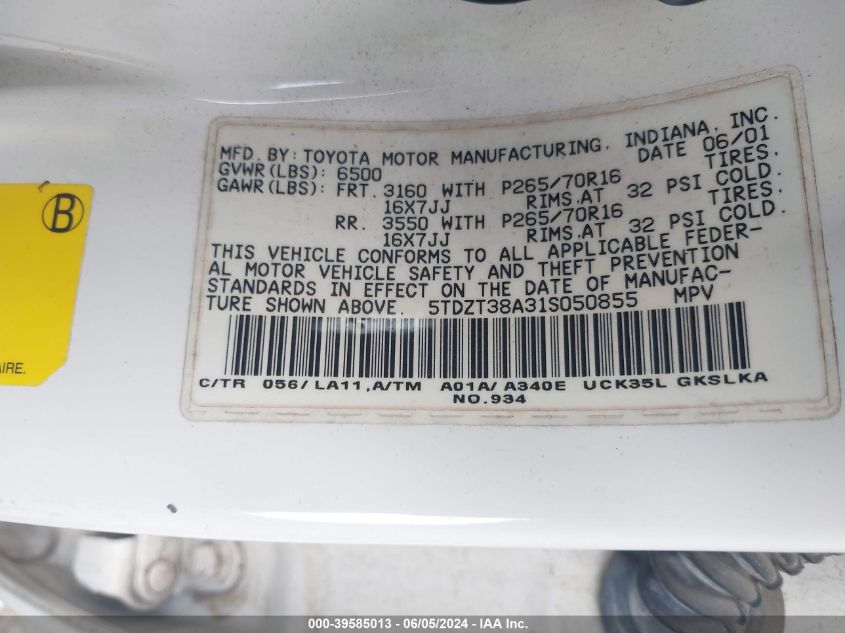 MFD. BY: TOYOTA MOTOR MANUFACTURING, INDIANA, INC.
GVWR(LBS): 6500 DATE 06/01
GAWR(LBS): FRT. 3160 WITH P265/70R16 TIRES.
16X7JJ RIMS.AT 32 PSI COLD.
RR. 3550 WITH P265/70R16 TIRES.
16X7JJ RIMS.AT 32 PSI COLD.
THIS VEHICLE CONFORMS TO ALL APPLICABLE FEDER-
AL MOTOR VEHICLE SAFETY AND THEFT PREVENTION
STANDARDS IN EFFECT ON THE DATE OF MANUFAC-
TURE SHOWN ABOVE. 5TDZT38A31S050855 MPV
C/TR 056/LA11,A/TM A01A/A340E UCK35L GKSLKA
NO.934
B
AIRE.
000-39585013 - 06/05/2024 - IAA Inc.